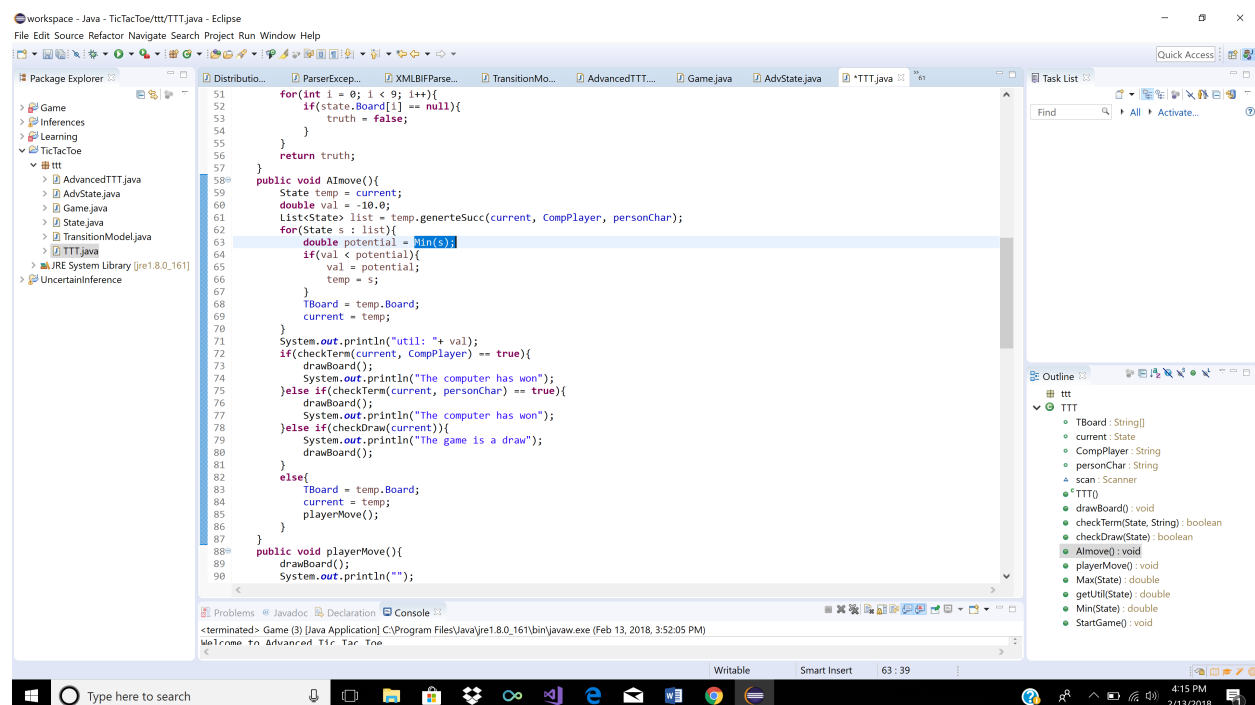 workspace - Java - TicTacToe/ttt/TTT.java - Eclipse
File Edit Source Refactor Navigate Search Project Run Window Help
Quick Access
Package Explorer
Game
Inferences
Learning
TicTacToe
ttt
AdvancedTTT.java
AdvState.java
Game.java
State.java
TransitionModel.java
TTT.java
JRE System Library [jre1.8.0_161]
UncertainInference
Distributio... ParserExcep... XMLBIFParse... TransitionMo... AdvancedTTT.... Game.java AdvState.java *TTT.java »61
51 for(int i = 0; i < 9; i++){
52 if(state.Board[i] == null){
53 truth = false;
54 }
55 }
56 return truth;
57 }
58 public void AImove(){
59 State temp = current;
60 double val = -10.0;
61 List<State> list = temp.generteSucc(current, CompPlayer, personChar);
62 for(State s : list){
63 double potential = Min(s);
64 if(val < potential){
65 val = potential;
66 temp = s;
67 }
68 TBoard = temp.Board;
69 current = temp;
70 }
71 System.out.println("util: "+ val);
72 if(checkTerm(current, CompPlayer) == true){
73 drawBoard();
74 System.out.println("The computer has won");
75 }else if(checkTerm(current, personChar) == true){
76 drawBoard();
77 System.out.println("The computer has won");
78 }else if(checkDraw(current)){
79 System.out.println("The game is a draw");
80 drawBoard();
81 }
82 else{
83 TBoard = temp.Board;
84 current = temp;
85 playerMove();
86 }
87 }
88 public void playerMove(){
89 drawBoard();
90 System.out.println("");
Problems Javadoc Declaration Console
<terminated> Game (3) [Java Application] C:\Program Files\Java\jre1.8.0_161\bin\javaw.exe (Feb 13, 2018, 3:52:05 PM)
Welcome to Advanced Tic Tac Toe
Task List
Find All Activate...
Outline
ttt
TTT
TBoard : String[]
current : State
CompPlayer : String
personChar : String
scan : Scanner
TTT()
drawBoard() : void
checkTerm(State, String) : boolean
checkDraw(State) : boolean
AImove() : void
playerMove() : void
Max(State) : double
getUtil(State) : double
Min(State) : double
StartGame() : void
Writable Smart Insert 63 : 39
Type here to search
4:15 PM
2/13/2018